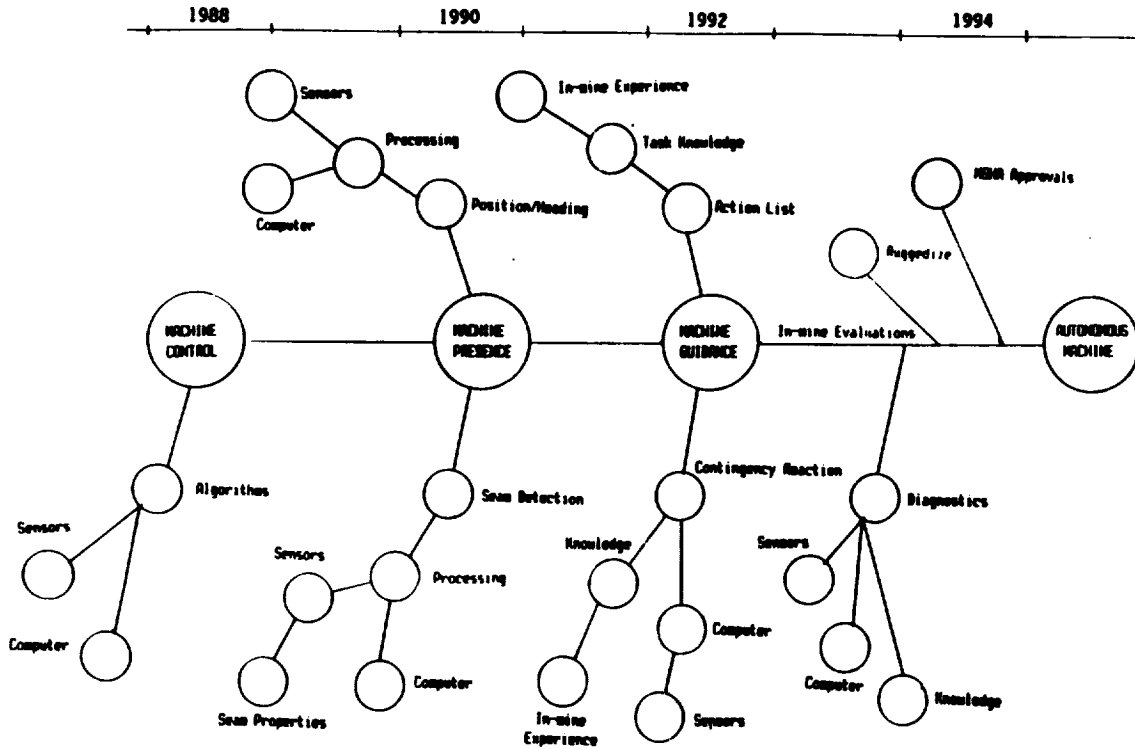 1988
1990
1992
1994
Sensors
In-mine Experience
Processing
Task Knowledge
MSHA Approvals
Computer
Position/Heading
Action List
Ruggedize
MACHINE
CONTROL
MACHINE
PRESENCE
MACHINE
GUIDANCE
In-mine Evaluations
AUTONOMOUS
MACHINE
Algorithms
Seam Detection
Contingency Reaction
Diagnostics
Sensors
Sensors
Processing
Knowledge
Sensors
Computer
Computer
Seam Properties
Computer
In-mine
Experience
Sensors
Computer
Knowledge